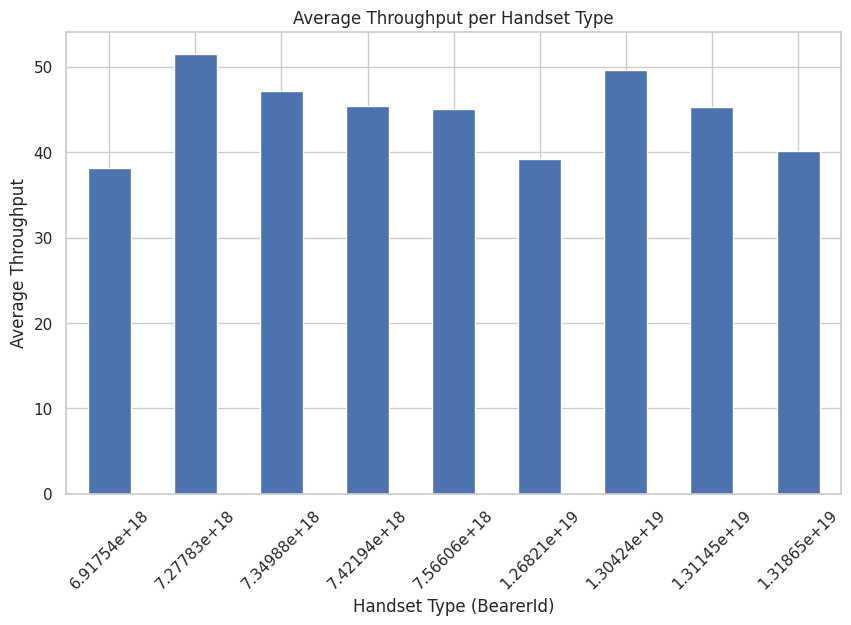 Average Throughput per Handset Type
Average Throughput
50
40
30
20
10
0
6.91754e+18
7.27783e+18
7.34988e+18
7.42194e+18
7.56606e+18
1.26821e+19
1.30424e+19
1.31145e+19
1.31865e+19
Handset Type (BearerId)